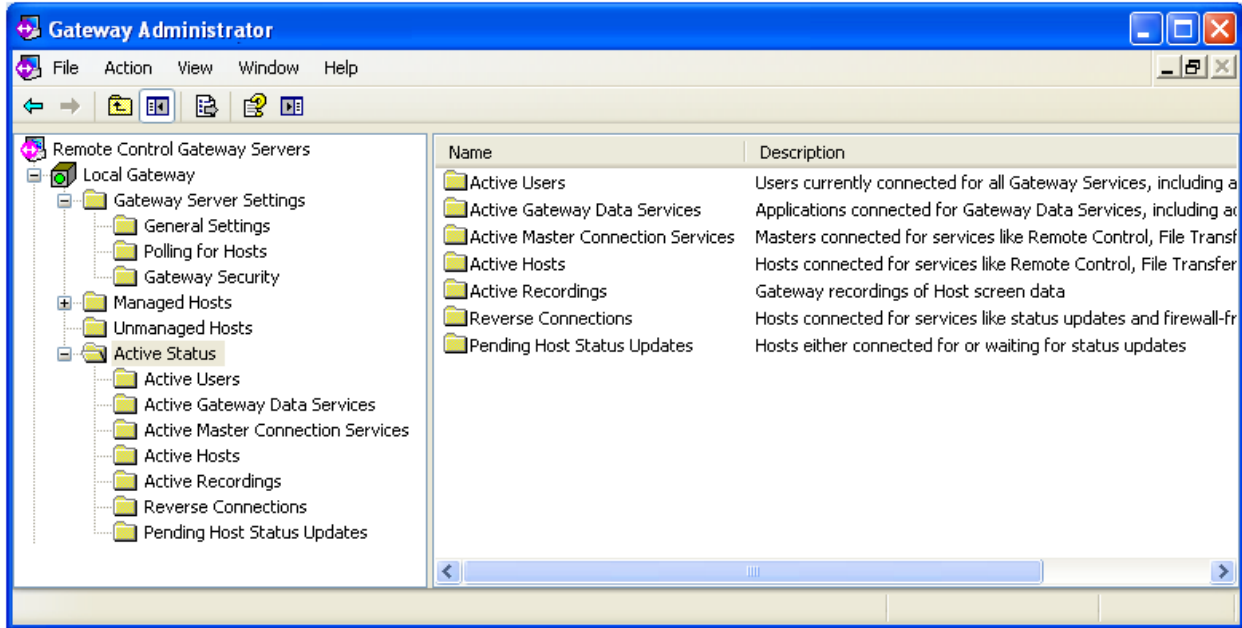 Gateway Administrator
File Action View Window Help
Remote Control Gateway Servers
Local Gateway
Gateway Server Settings
General Settings
Polling for Hosts
Gateway Security
Managed Hosts
Unmanaged Hosts
Active Status
Active Users
Active Gateway Data Services
Active Master Connection Services
Active Hosts
Active Recordings
Reverse Connections
Pending Host Status Updates
Name Description
Active Users Users currently connected for all Gateway Services, including a
Active Gateway Data Services Applications connected for Gateway Data Services, including a
Active Master Connection Services Masters connected for services like Remote Control, File Transf
Active Hosts Hosts connected for services like Remote Control, File Transfer
Active Recordings Gateway recordings of Host screen data
Reverse Connections Hosts connected for services like status updates and firewall-fr
Pending Host Status Updates Hosts either connected for or waiting for status updates